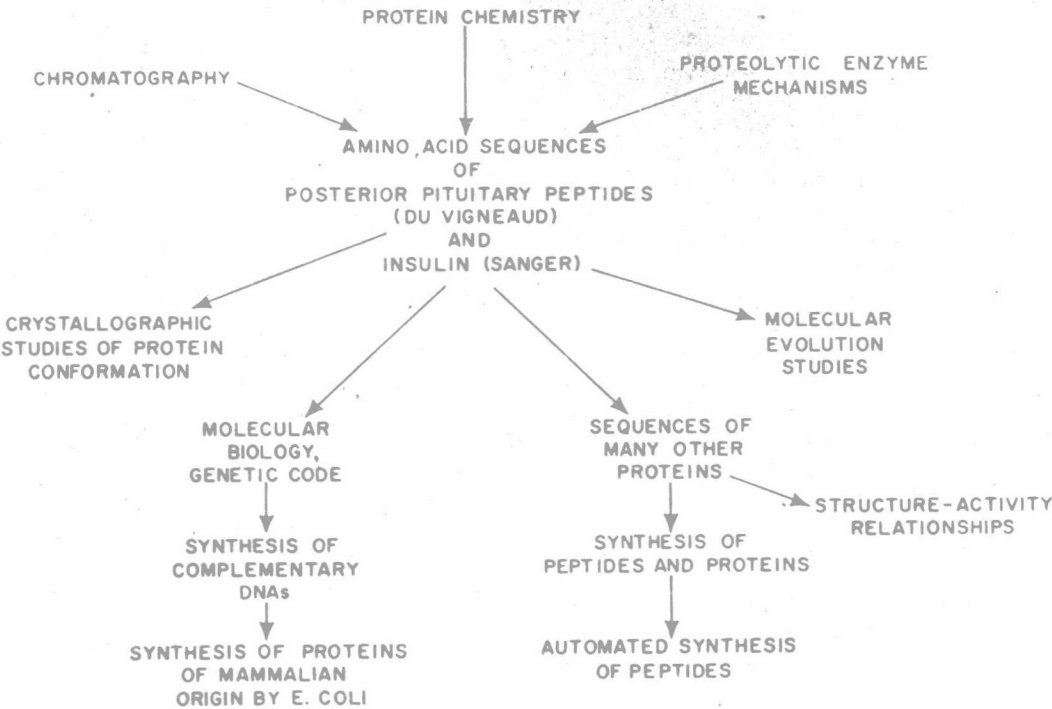 PROTEIN CHEMISTRY
CHROMATOGRAPHY
PROTEOLYTIC ENZYME
MECHANISMS
AMINO ACID SEQUENCES
OF
POSTERIOR PITUITARY PEPTIDES
(DU VIGNEAUD)
AND
INSULIN (SANGER)
CRYSTALLOGRAPHIC
STUDIES OF PROTEIN
CONFORMATION
MOLECULAR
EVOLUTION
STUDIES
MOLECULAR
BIOLOGY,
GENETIC CODE
SEQUENCES OF
MANY OTHER
PROTEINS
STRUCTURE-ACTIVITY
RELATIONSHIPS
SYNTHESIS OF
COMPLEMENTARY
DNAs
SYNTHESIS OF
PEPTIDES AND PROTEINS
SYNTHESIS OF PROTEINS
OF MAMMALIAN
ORIGIN BY E. COLI
AUTOMATED SYNTHESIS
OF PEPTIDES